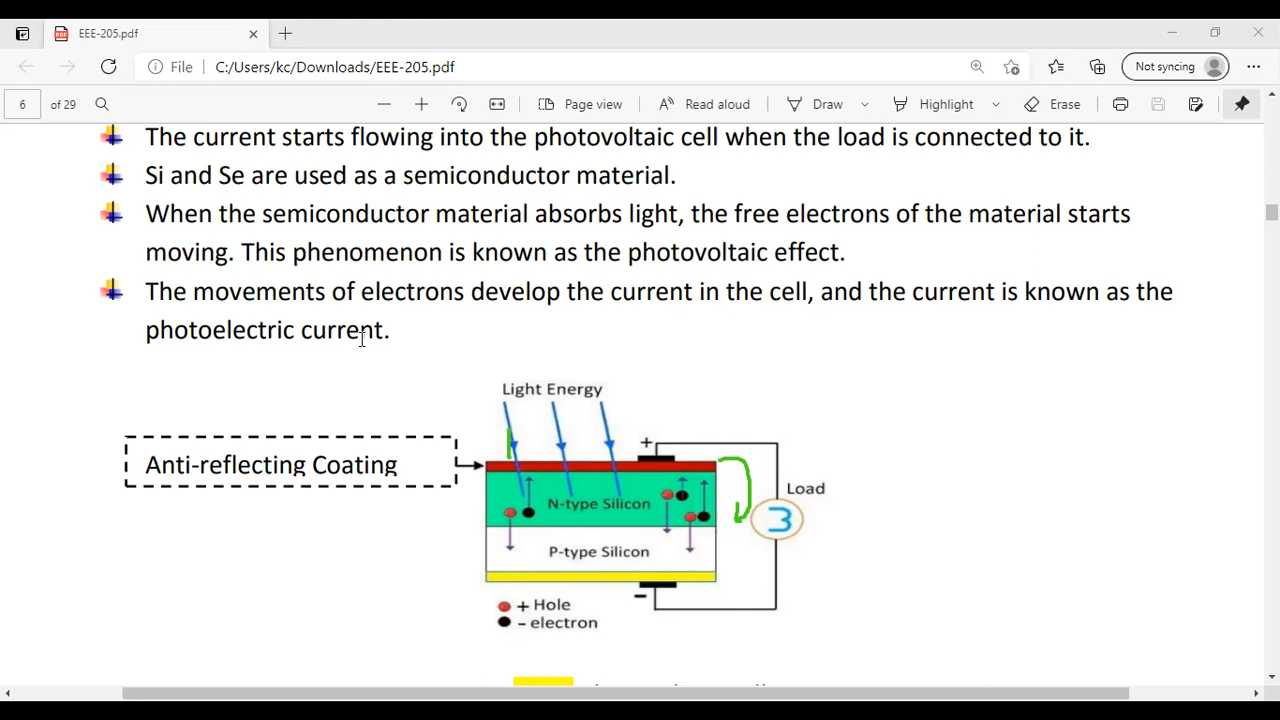 EEE-205.pdf
File
C:/Users/kc/Downloads/EEE-205.pdf
Not syncing
6 of 29
Page view
Read aloud
Draw
Highlight
Erase
The current starts flowing into the photovoltaic cell when the load is connected to it.
Si and Se are used as a semiconductor material.
When the semiconductor material absorbs light, the free electrons of the material starts
moving. This phenomenon is known as the photovoltaic effect.
The movements of electrons develop the current in the cell, and the current is known as the
photoelectric current.
Light Energy
+
Anti-reflecting Coating
Load
N-type Silicon
P-type Silicon
−
+ Hole
– electron